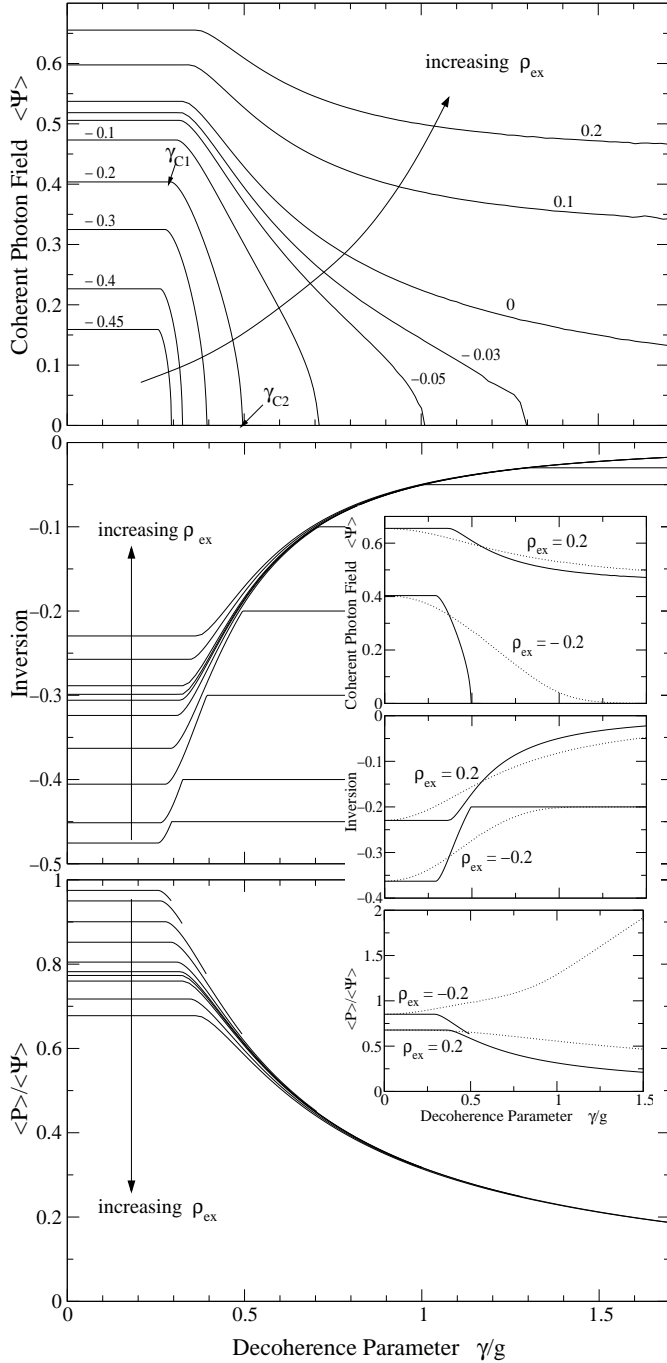 Coherent Photon Field <Ψ>
0.6
0.5
0.4
0.3
0.2
0.1
0
increasing ρex
0.2
0.1
0
−0.03
−0.05
−0.1
−0.2
−0.3
−0.4
−0.45
γC1
γC2
Inversion
0
−0.1
−0.2
−0.3
−0.4
−0.5
increasing ρex
Coherent Photon Field <Ψ>
0.6
0.4
0.2
0
ρex = 0.2
ρex = −0.2
Inversion
0
−0.1
−0.2
−0.3
−0.4
ρex = 0.2
ρex = −0.2
<P>/<Ψ>
2
1.5
1
0.5
0
ρex = −0.2
ρex = 0.2
0 0.5 1 1.5
Decoherence Parameter γ/g
<P>/<Ψ>
1
0.8
0.6
0.4
0.2
0
increasing ρex
0 0.5 1 1.5
Decoherence Parameter γ/g